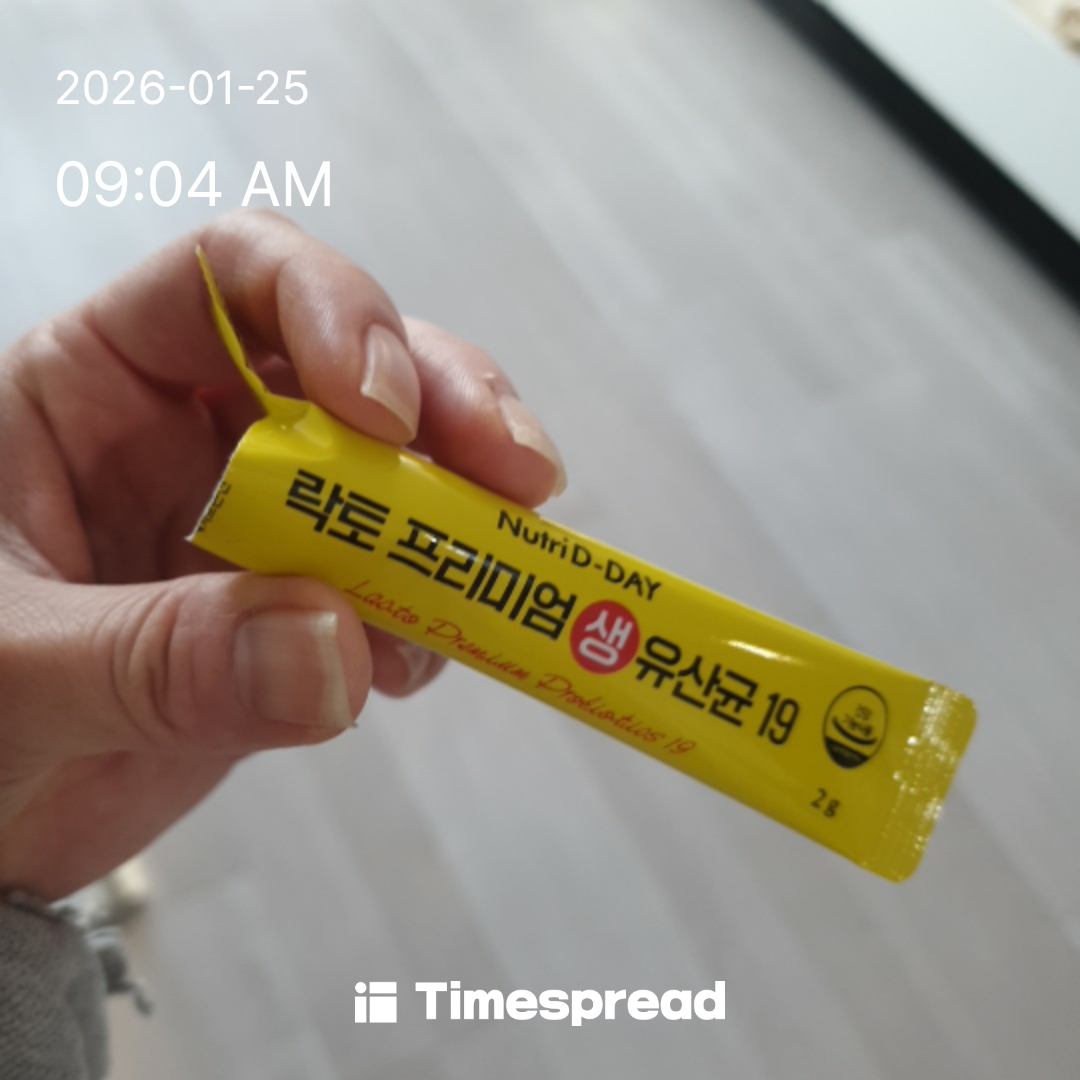 2026-01-25
09:04 AM
Nutri D-DAY
락토 프리미엄 생 유산균 19
Lacto Premium Probiotics 19
2g
Timespread